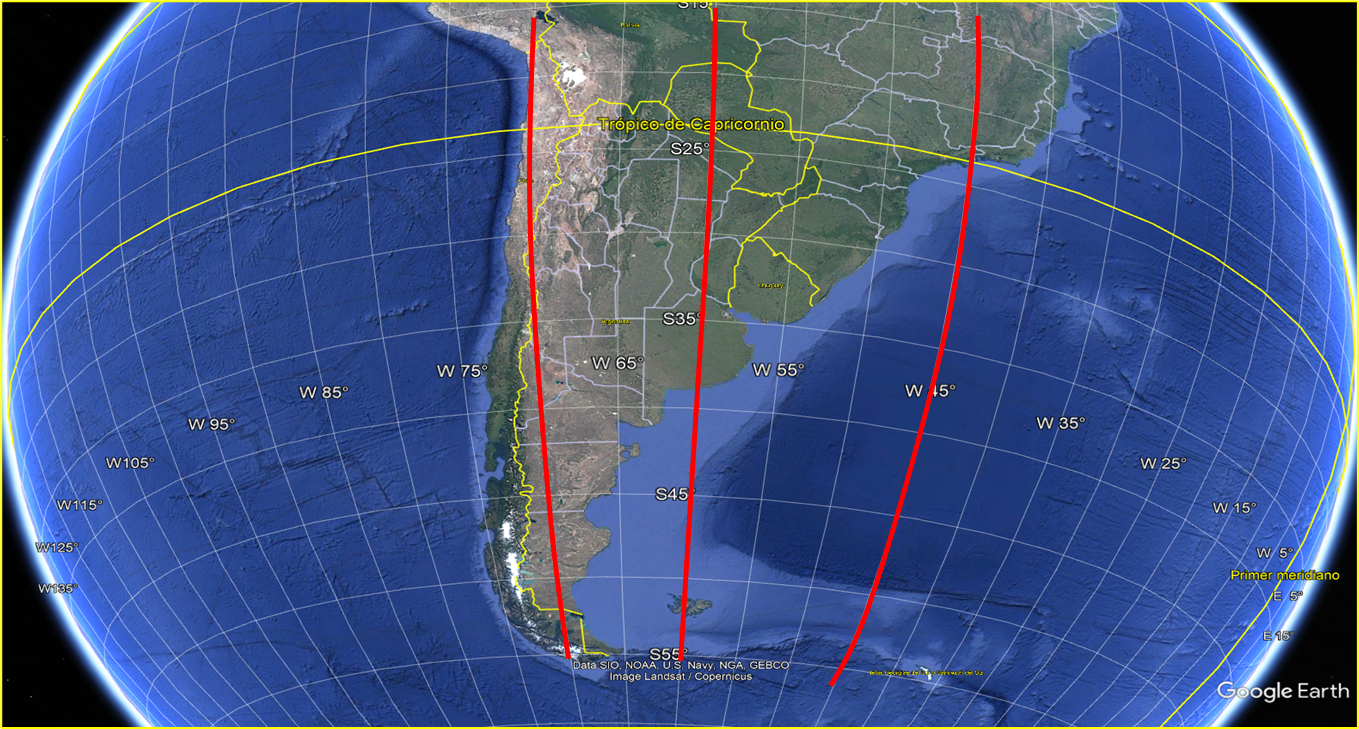 S15
Trópico de Capricornio
S25°
Uruguay
S35°
W 65°
W 75°
W 55°
W 85°
W 45°
W 95°
W 35°
W105°
W 25°
S45°
W115°
W 15°
W125°
W 5°
Primer meridiano
W135°
E 5°
E 15°
S55°
Data SIO, NOAA, U.S. Navy, NGA, GEBCO
Image Landsat / Copernicus
Google Earth